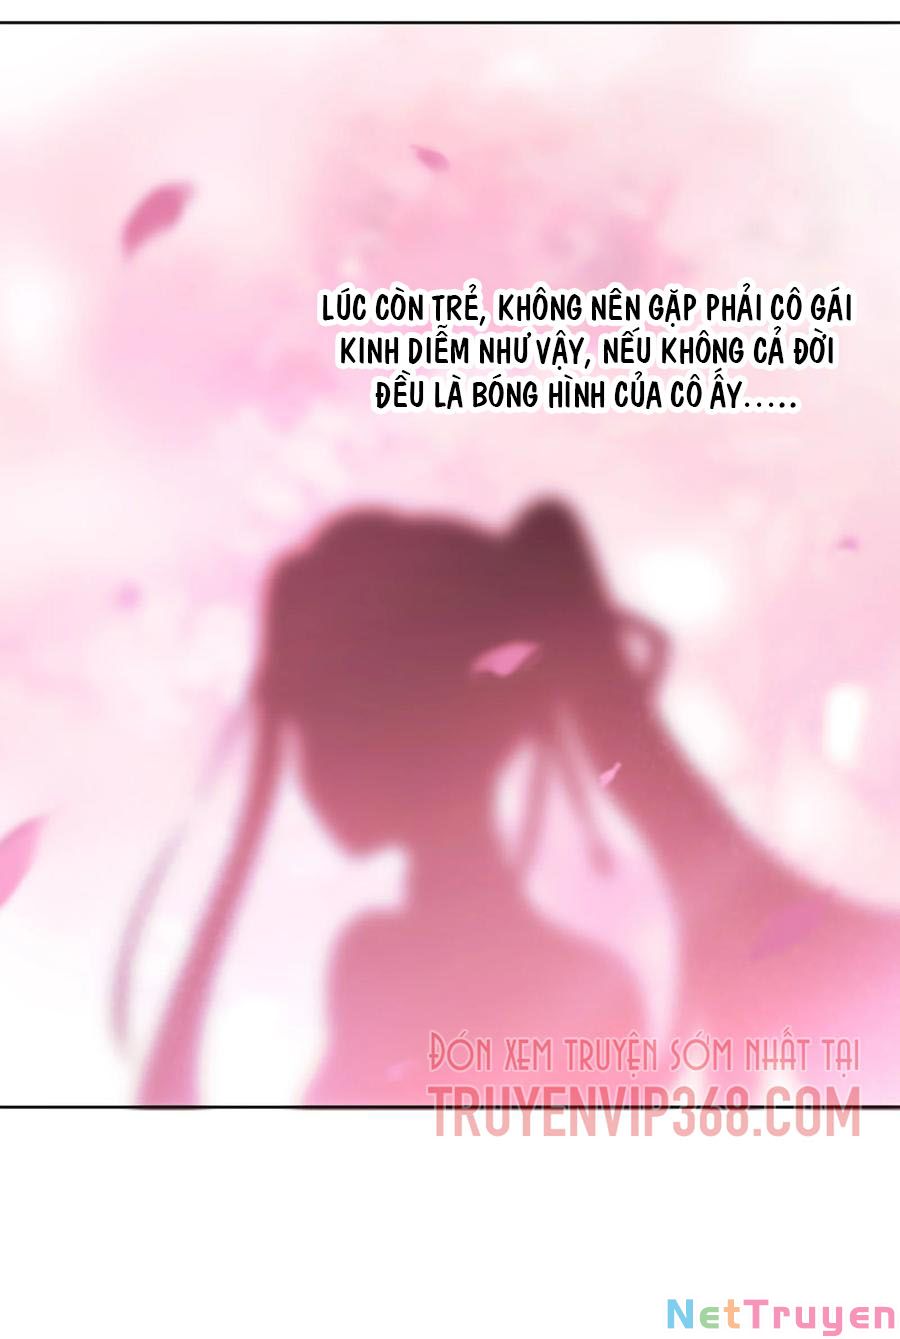 LÚC CÒN TRẺ, KHÔNG NÊN GẶP PHẢI CÔ GÁI
KINH DIỄM NHƯ VẬY, NẾU KHÔNG CẢ ĐỜI
ĐỀU LÀ BÓNG HÌNH CỦA CÔ ẤY.....
ĐÓN XEM TRUYỆN SỚM NHẤT TẠI
TRUYENVIP368.COM
NetTruyen